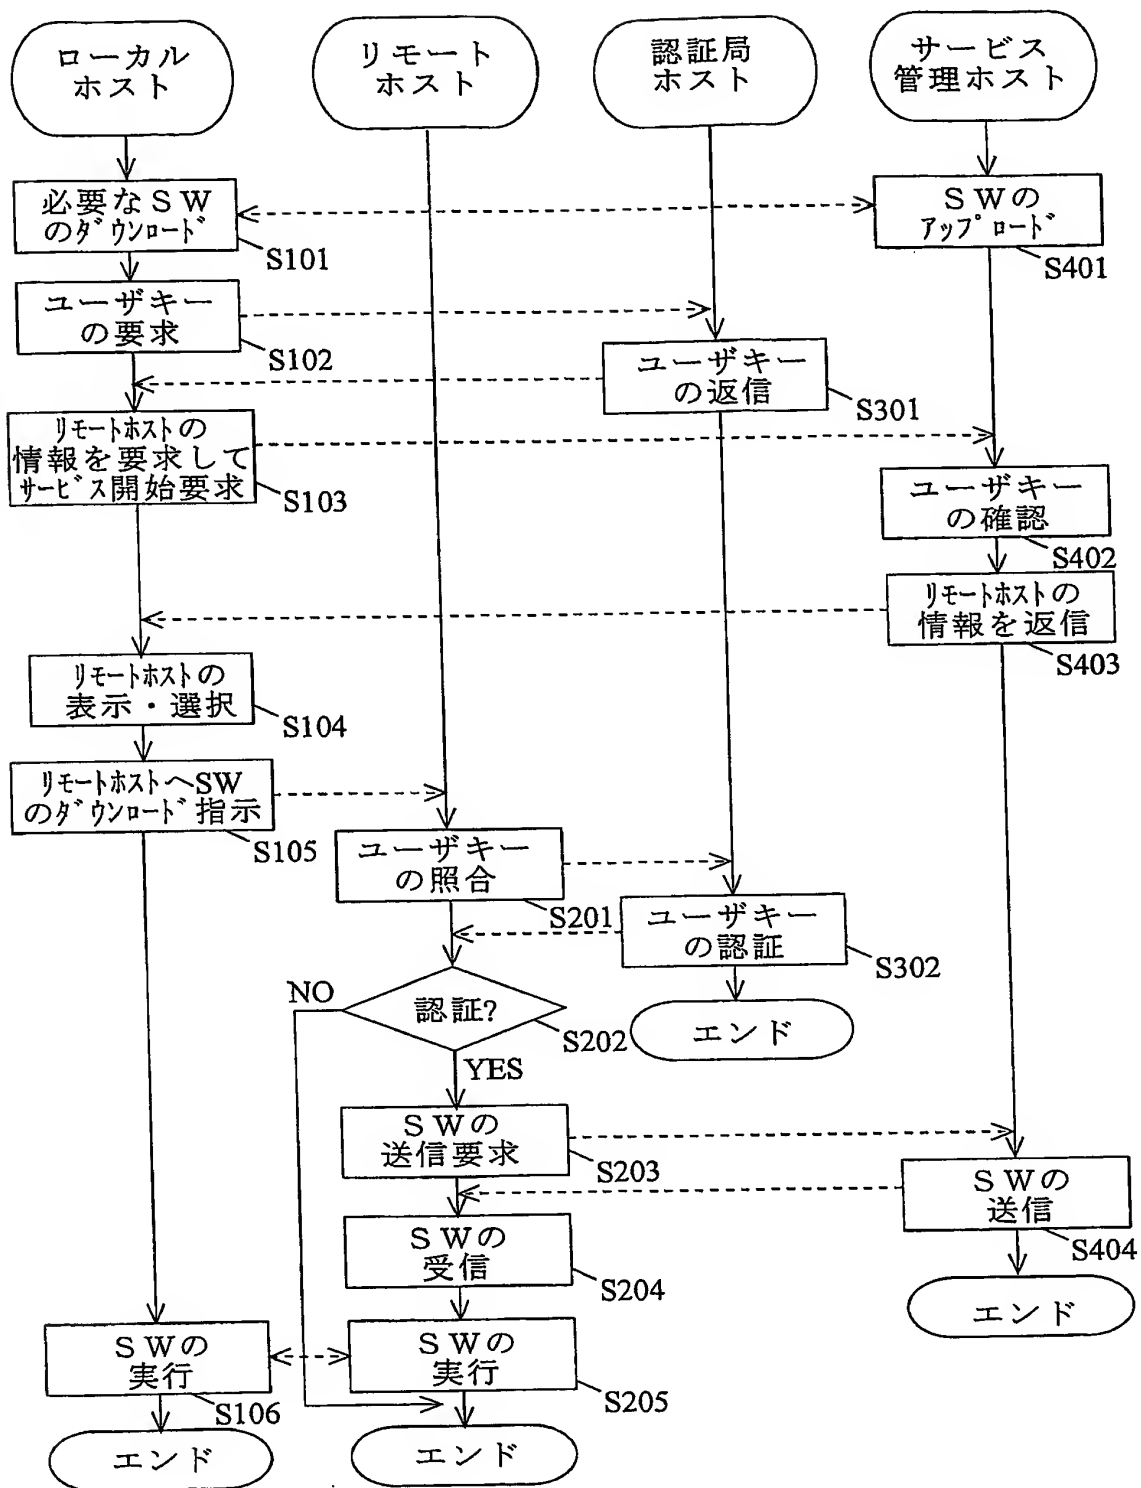 ローカル
ホスト
リモート
ホスト
認証局
ホスト
サービス
管理ホスト
必要なSW
のダウンロード
S101
SWの
アップロード
S401
ユーザキー
の要求
S102
ユーザキー
の返信
S301
リモートホストの
情報を要求して
サービス開始要求
S103
ユーザキー
の確認
S402
リモートホストの
情報を返信
S403
リモートホストの
表示・選択
S104
リモートホストへSW
のダウンロード指示
S105
ユーザキー
の照合
S201
ユーザキー
の認証
S302
NO
認証?
S202
エンド
YES
SWの
送信要求
S203
SWの
送信
S404
SWの
受信
S204
エンド
SWの
実行
S106
SWの
実行
S205
エンド
エンド